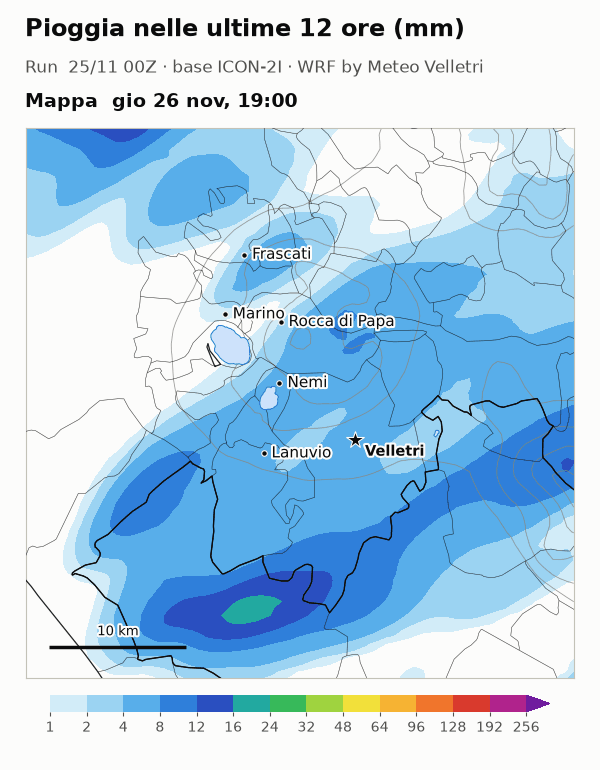 Pioggia nelle ultime 12 ore (mm)
Run 25/11 00Z · base ICON-2I · WRF by Meteo Velletri
Mappa gio 26 nov, 19:00
Frascati
Marino
Rocca di Papa
Nemi
Velletri
Lanuvio
10 km
1 2 4 8 12 16 24 32 48 64 96 128 192 256